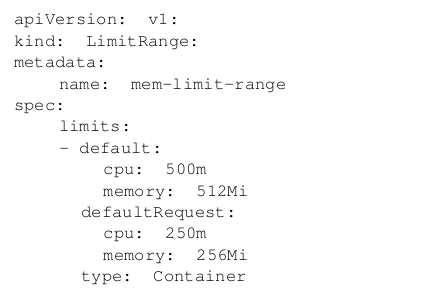 apiVersion: v1:
kind: LimitRange:
metadata:
name: mem-limit-range
spec:
limits:
- default:
cpu: 500m
memory: 512Mi
defaultRequest:
cpu: 250m
memory: 256Mi
type: Container